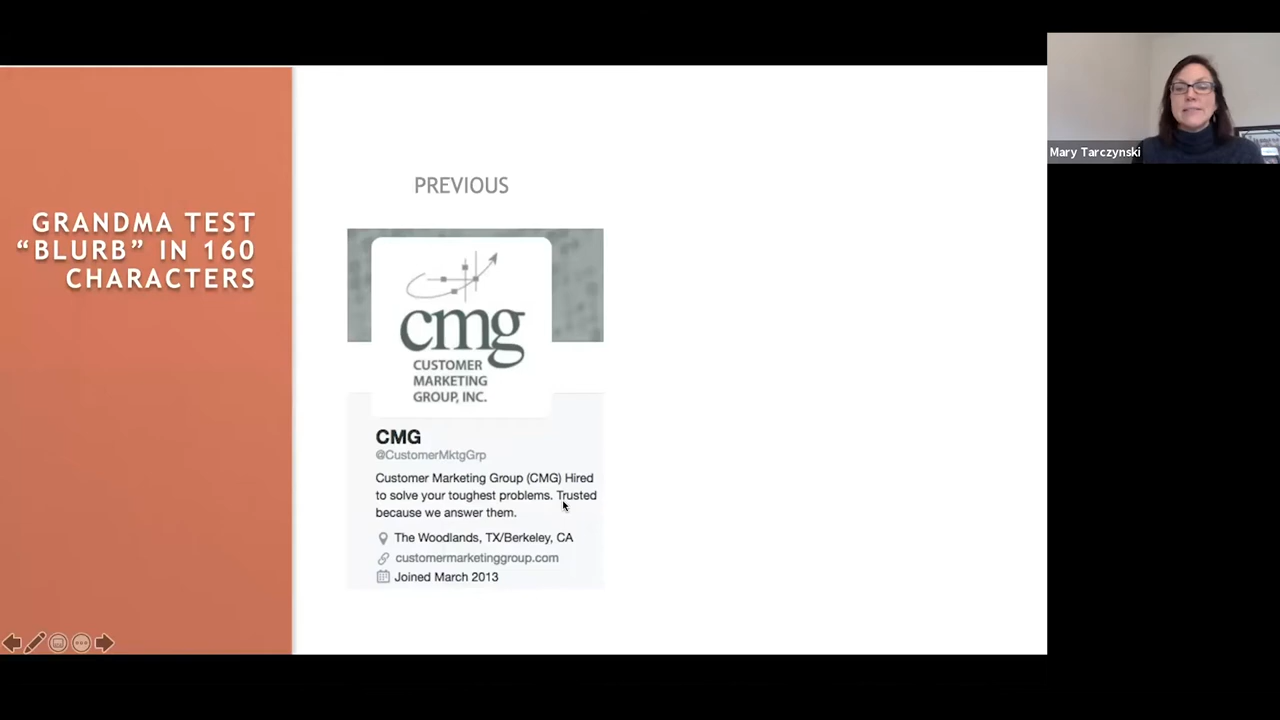 GRANDMA TEST
“BLURB” IN 160
CHARACTERS
PREVIOUS
cmg
CUSTOMER
MARKETING
GROUP, INC.
CMG
@CustomerMktgGrp
Customer Marketing Group (CMG) Hired
to solve your toughest problems. Trusted
because we answer them.
The Woodlands, TX/Berkeley, CA
customermarketinggroup.com
Joined March 2013
Mary Tarczynski